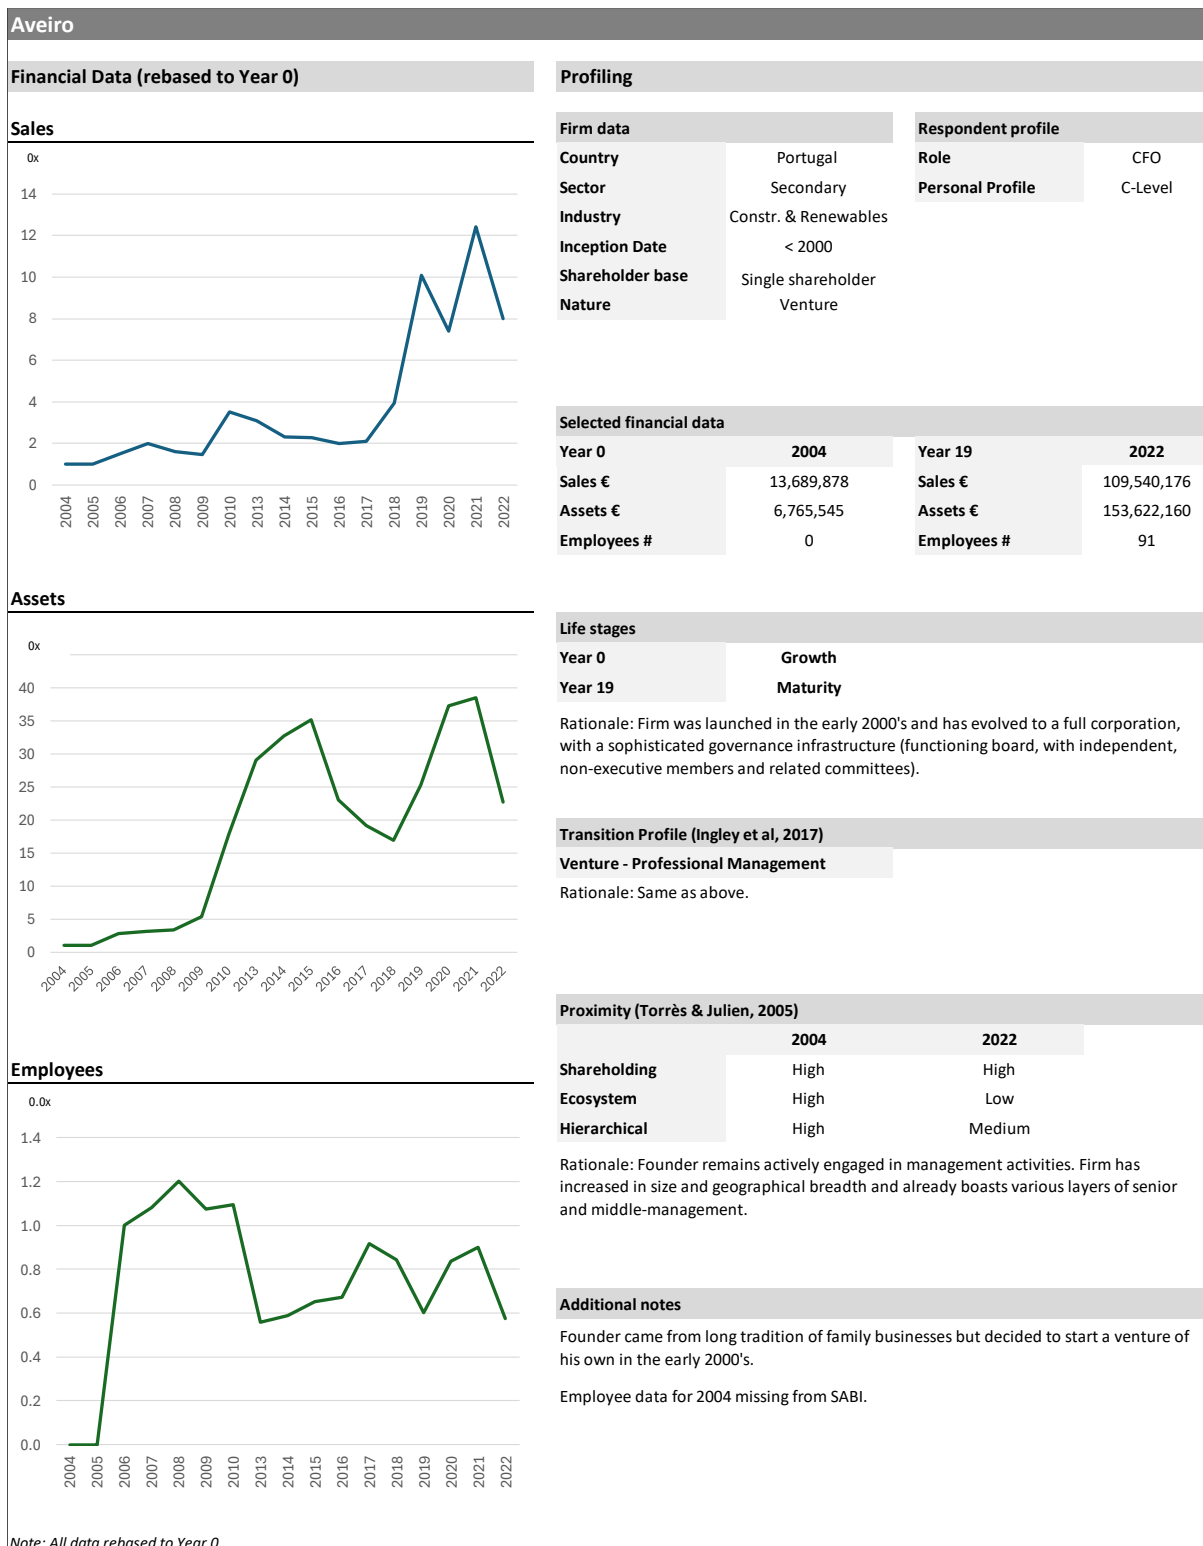 Aveiro
Financial Data (rebased to Year 0)
Sales
0x
14
12
10
8
6
4
2
0
2004
2005
2006
2007
2008
2009
2010
2013
2014
2015
2016
2017
2018
2019
2020
2021
2022
Assets
0x
40
35
30
25
20
15
10
5
0
2004
2005
2006
2007
2008
2009
2010
2013
2014
2015
2016
2017
2018
2019
2020
2021
2022
Employees
0.0x
1.4
1.2
1.0
0.8
0.6
0.4
0.2
0.0
2004
2005
2006
2007
2008
2009
2010
2013
2014
2015
2016
2017
2018
2019
2020
2021
2022
Note: All data rebased to Year 0
Profiling
Firm data
Country Portugal
Sector Secondary
Industry Constr. & Renewables
Inception Date < 2000
Shareholder base Single shareholder
Nature Venture
Respondent profile
Role CFO
Personal Profile C-Level
Selected financial data
Year 0 2004 Year 19 2022
Sales € 13,689,878 Sales € 109,540,176
Assets € 6,765,545 Assets € 153,622,160
Employees # 0 Employees # 91
Life stages
Year 0 Growth
Year 19 Maturity
Rationale: Firm was launched in the early 2000's and has evolved to a full corporation,
with a sophisticated governance infrastructure (functioning board, with independent,
non-executive members and related committees).
Transition Profile (Ingley et al, 2017)
Venture - Professional Management
Rationale: Same as above.
Proximity (Torrès & Julien, 2005)
2004 2022
Shareholding High High
Ecosystem High Low
Hierarchical High Medium
Rationale: Founder remains actively engaged in management activities. Firm has
increased in size and geographical breadth and already boasts various layers of senior
and middle-management.
Additional notes
Founder came from long tradition of family businesses but decided to start a venture of
his own in the early 2000's.
Employee data for 2004 missing from SABI.